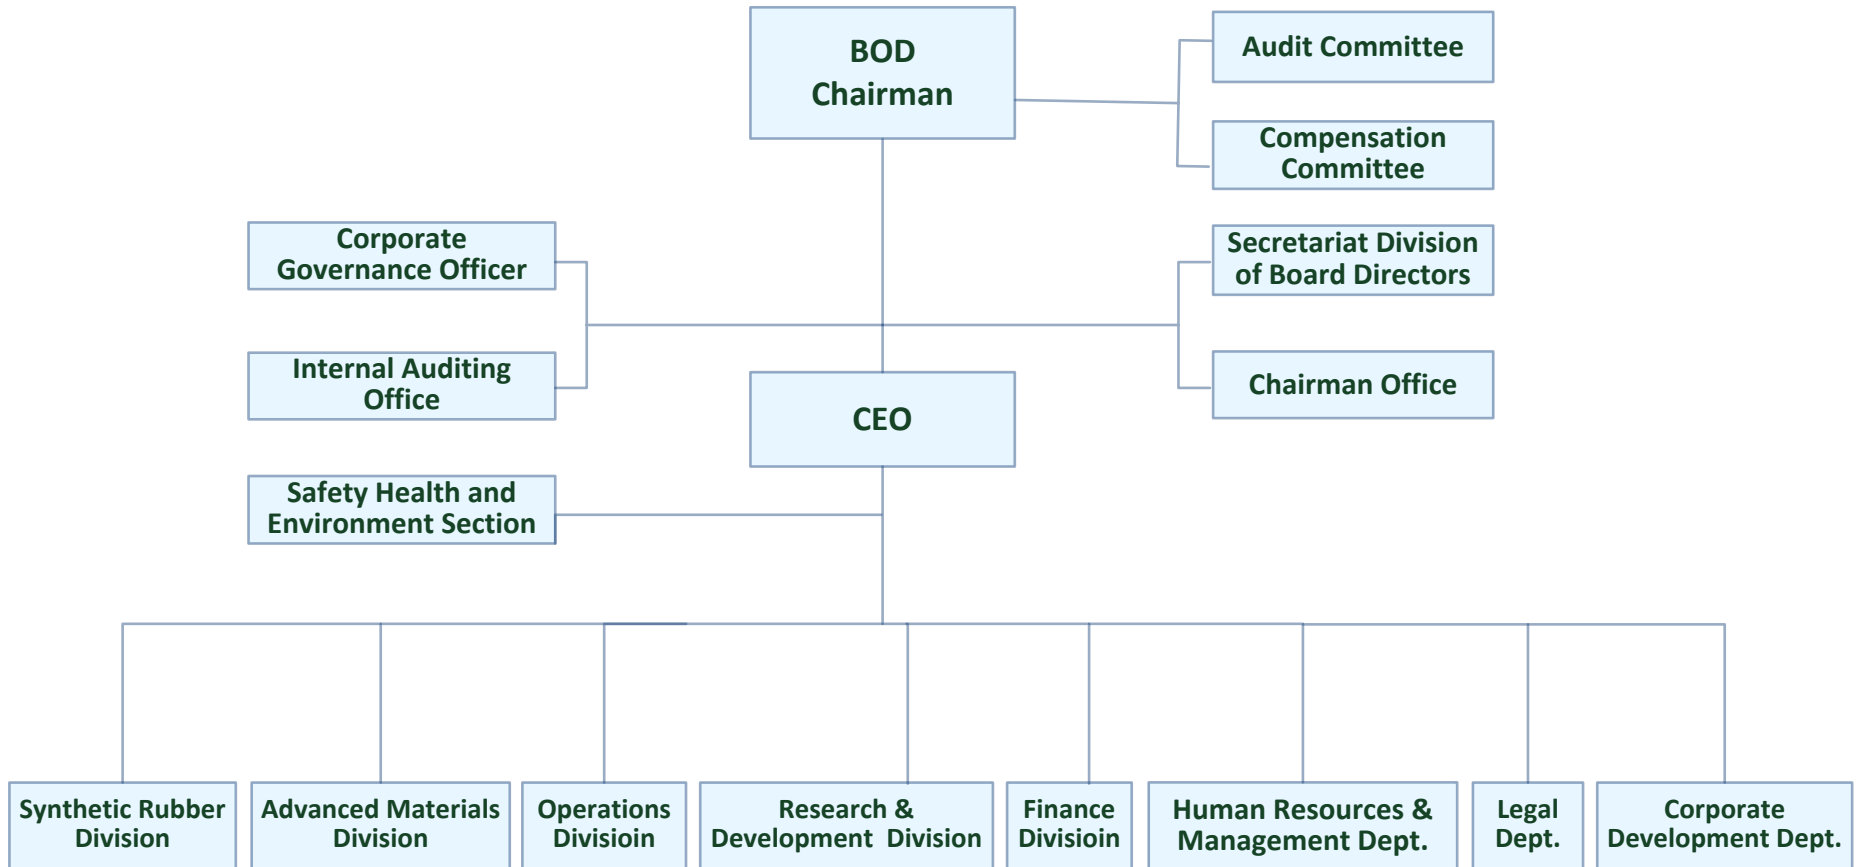 BOD
Chairman
Audit Committee
Compensation
Committee
Corporate
Governance Officer
Secretariat Division
of Board Directors
Internal Auditing
Office
Chairman Office
CEO
Safety Health and
Environment Section
Synthetic Rubber
Division
Advanced Materials
Division
Operations
Divisioin
Research &
Development  Division
Finance
Divisioin
Human Resources &
Management Dept.
Legal
Dept.
Corporate
Development Dept.